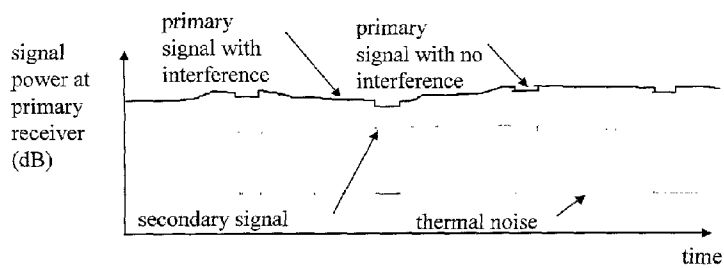 signal
power at
primary
receiver
(dB)
primary
signal with
interference
primary
signal with no
interference
secondary signal
thermal noise
time